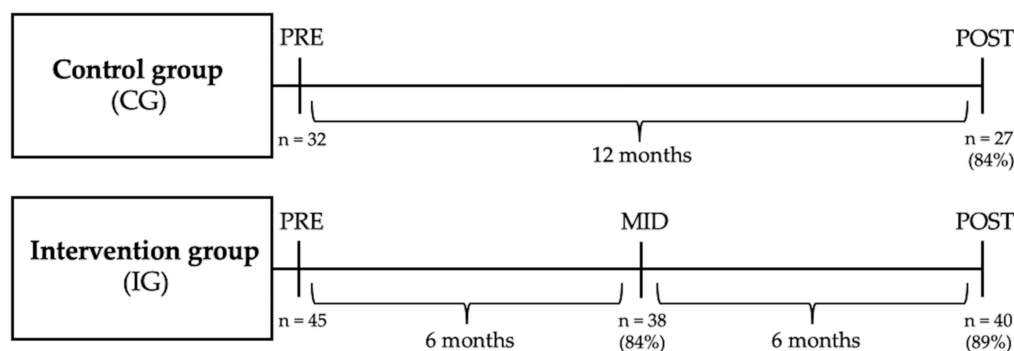 PRE
POST
Control group
(CG)
n = 32
12 months
n = 27
(84%)
PRE
MID
POST
Intervention group
(IG)
n = 45
6 months
n = 38
(84%)
6 months
n = 40
(89%)